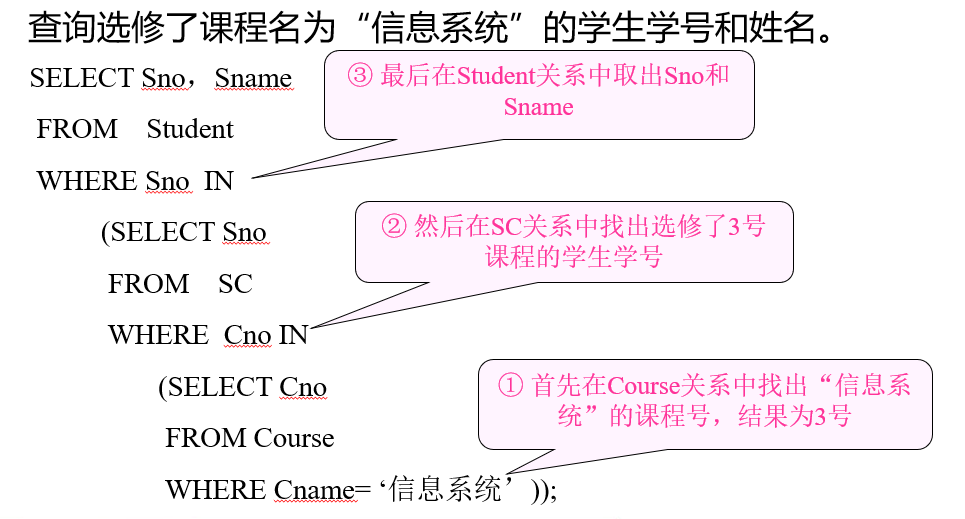 查询选修了课程名为“信息系统”的学生学号和姓名。
SELECT Sno，Sname
FROM Student
WHERE Sno IN
(SELECT Sno
FROM SC
WHERE Cno IN
(SELECT Cno
FROM Course
WHERE Cname= ‘信息系统’));
③ 最后在Student关系中取出Sno和
Sname
② 然后在SC关系中找出选修了3号
课程的学生学号
① 首先在Course关系中找出“信息系
统”的课程号，结果为3号